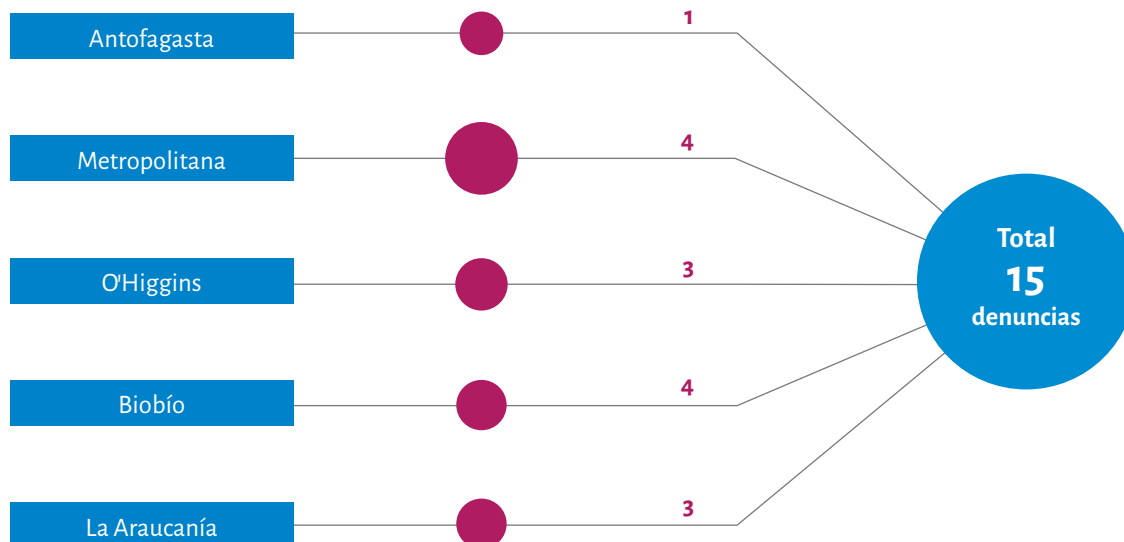 Antofagasta
1
Metropolitana
4
O'Higgins
3
Biobío
4
La Araucanía
3
Total
15
denuncias